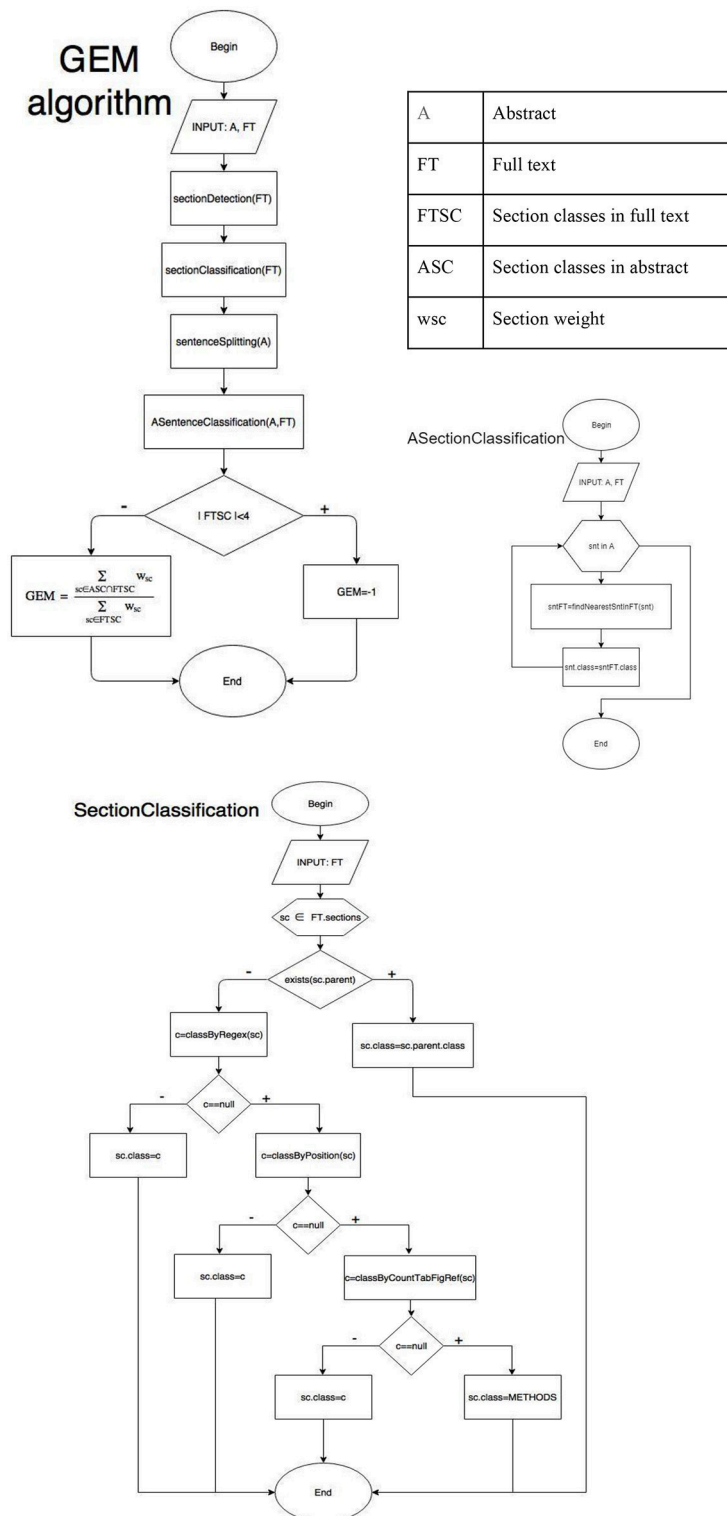 GEM
algorithm
Begin
INPUT: A, FT
sectionDetection(FT)
sectionClassification(FT)
sentenceSplitting(A)
ASentenceClassification(A,FT)
| FTSC |<4
-
+
GEM = ∑ sc∈ASC∩FTSC w_sc / ∑ sc∈FTSC w_sc
GEM=-1
End
A Abstract
FT Full text
FTSC Section classes in full text
ASC Section classes in abstract
wsc Section weight
ASectionClassification
Begin
INPUT: A, FT
snt in A
sntFT=findNearestSntInFT(snt)
snt.class=sntFT.class
End
SectionClassification
Begin
INPUT: FT
sc ∈ FT.sections
exists(sc.parent)
-
+
c=classByRegex(sc)
sc.class=sc.parent.class
c==null
-
+
sc.class=c
c=classByPosition(sc)
c==null
-
+
sc.class=c
c=classByCountTabFigRef(sc)
c==null
-
+
sc.class=c
sc.class=METHODS
End